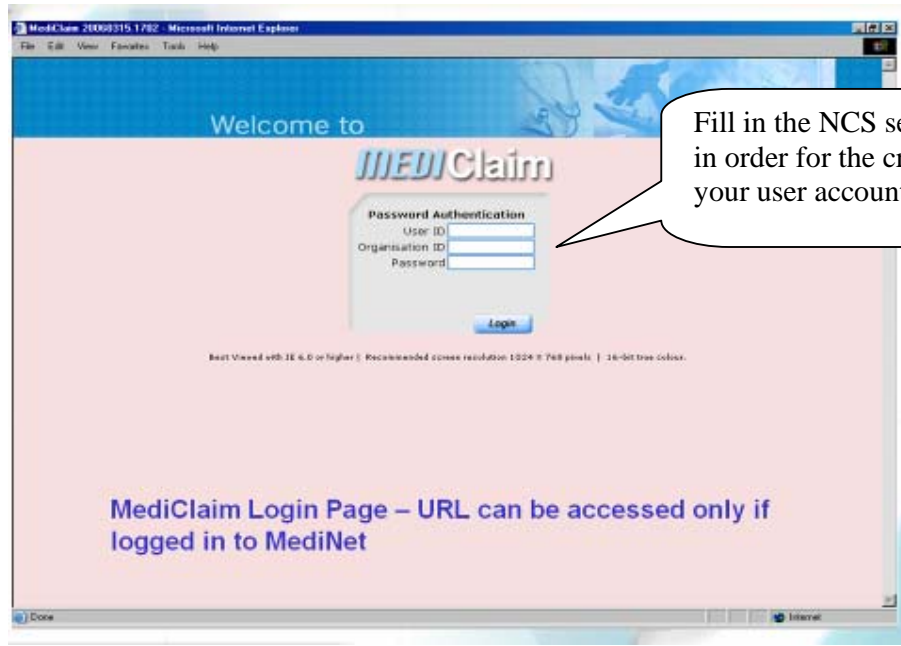 MediClaim 20060315.1702 - Microsoft Internet Explorer
File Edit View Favorites Tools Help
Welcome to
MEDIClaim
Fill in the NCS se
in order for the cr
your user accoun
Password Authentication
User ID
Organisation ID
Password
Login
Best Viewed with IE 6.0 or higher | Recommended screen resolution 1024 X 768 pixels | 16-bit true colour.
MediClaim Login Page – URL can be accessed only if
logged in to MediNet
Done
Internet